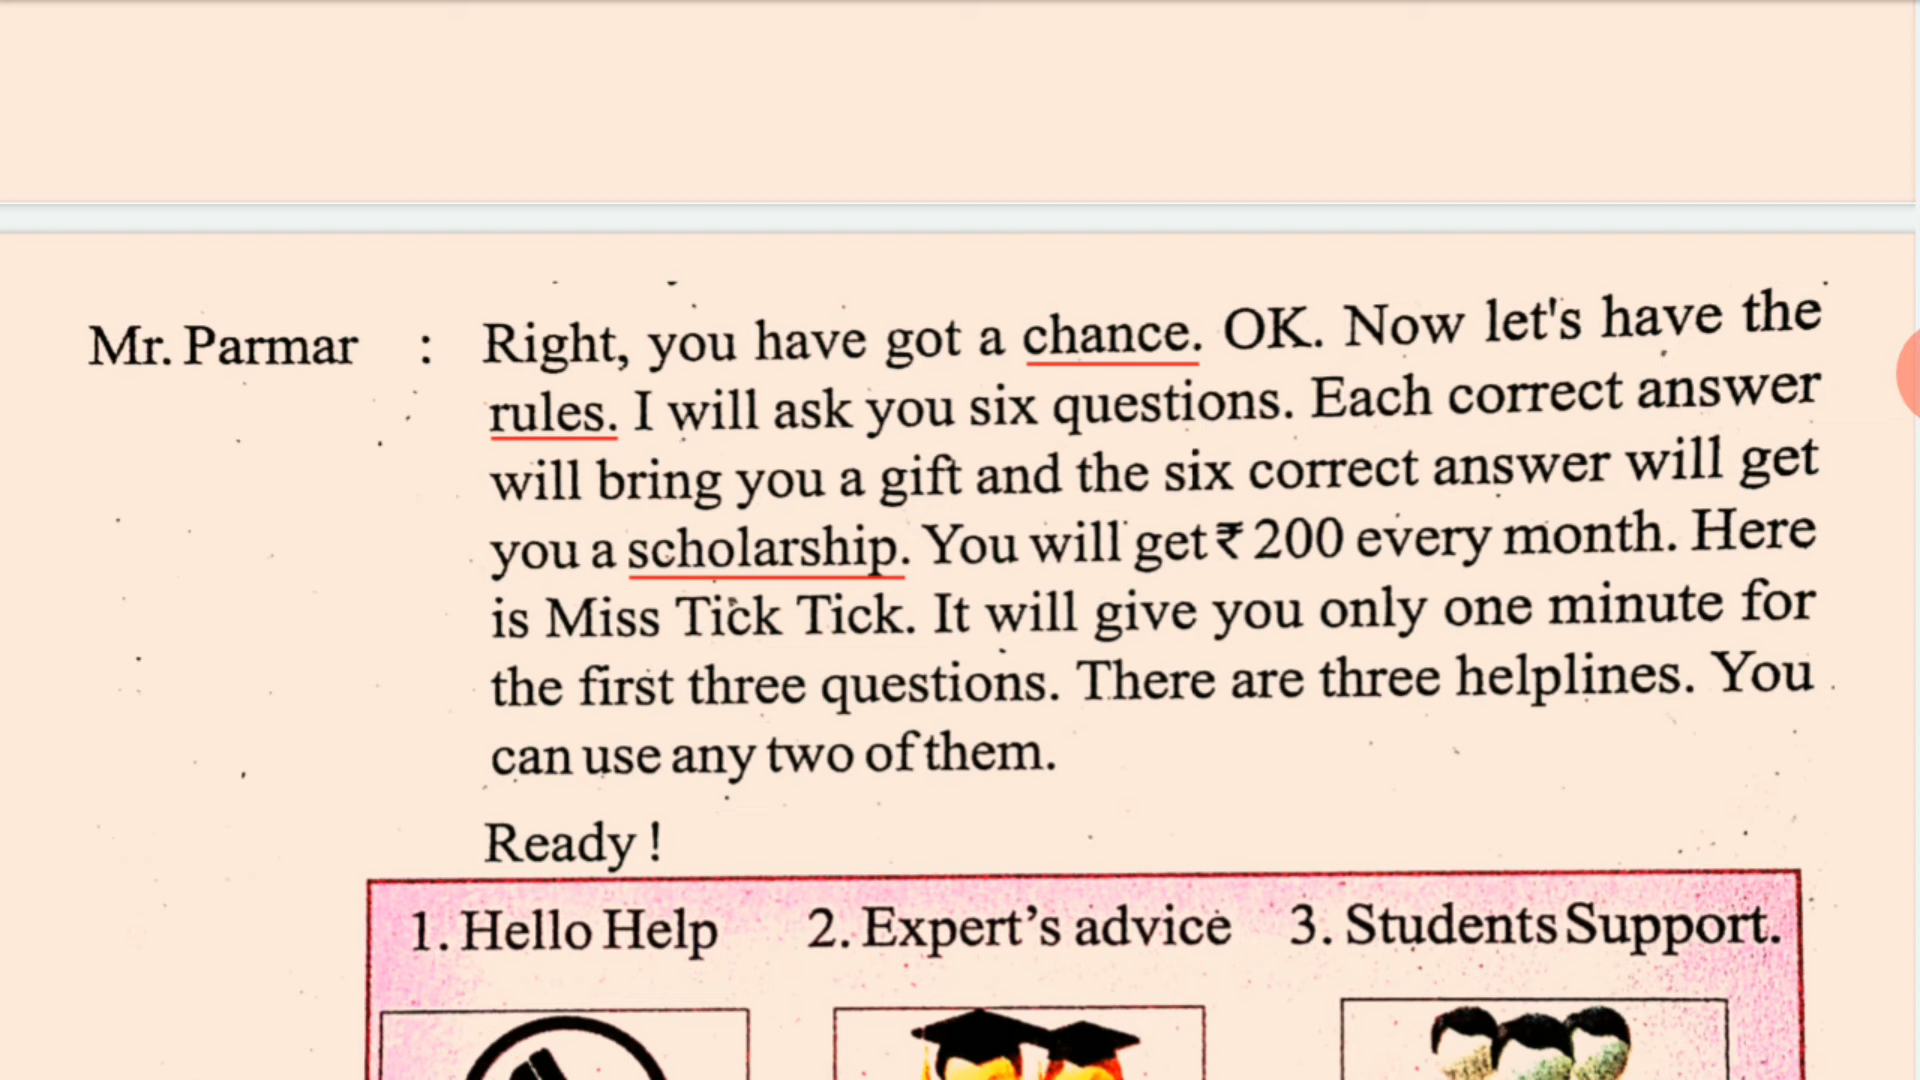 Mr. Parmar : Right, you have got a chance. OK. Now let's have the
rules. I will ask you six questions. Each correct answer
will bring you a gift and the six correct answer will get
you a scholarship. You will get ₹ 200 every month. Here
is Miss Tick Tick. It will give you only one minute for
the first three questions. There are three helplines. You
can use any two of them.
Ready !
1. Hello Help 2. Expert's advice 3. Students Support.